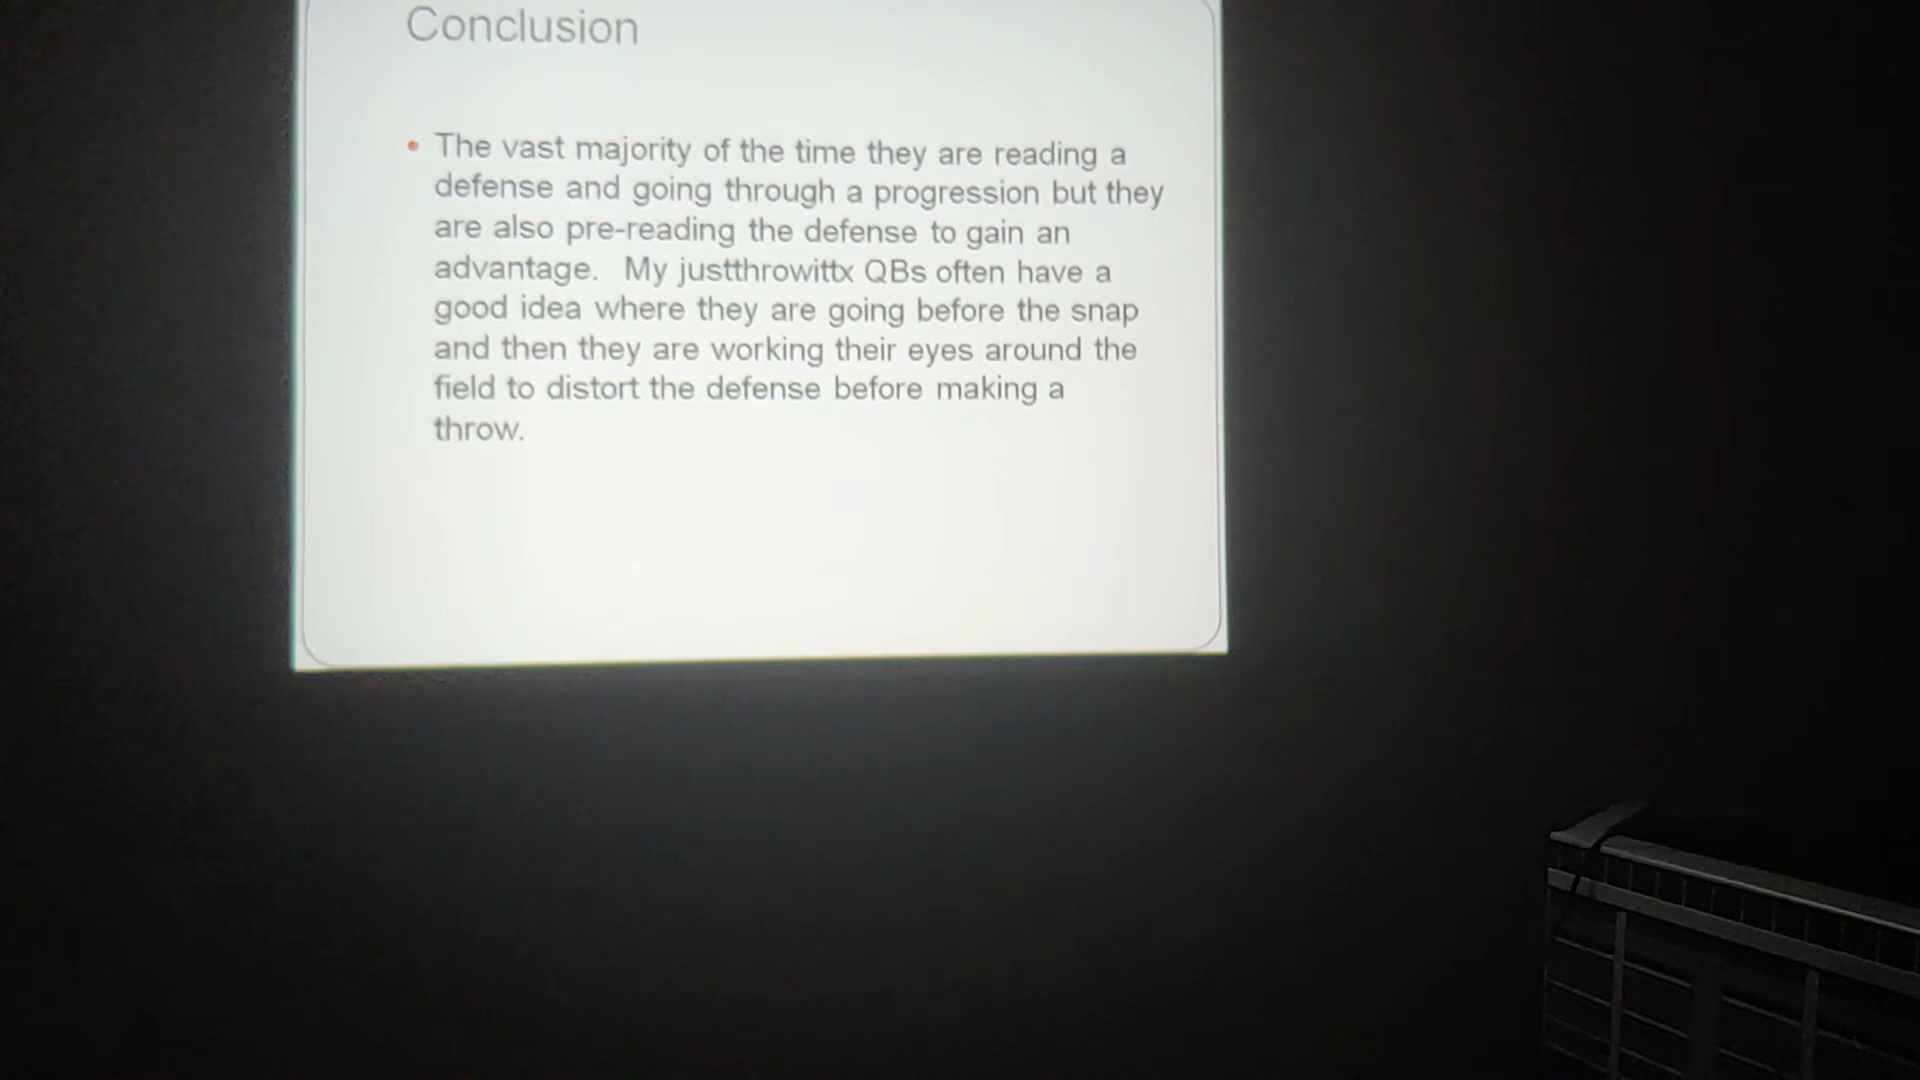 Conclusion
• The vast majority of the time they are reading a
defense and going through a progression but they
are also pre-reading the defense to gain an
advantage. My justthrowittx QBs often have a
good idea where they are going before the snap
and then they are working their eyes around the
field to distort the defense before making a
throw.